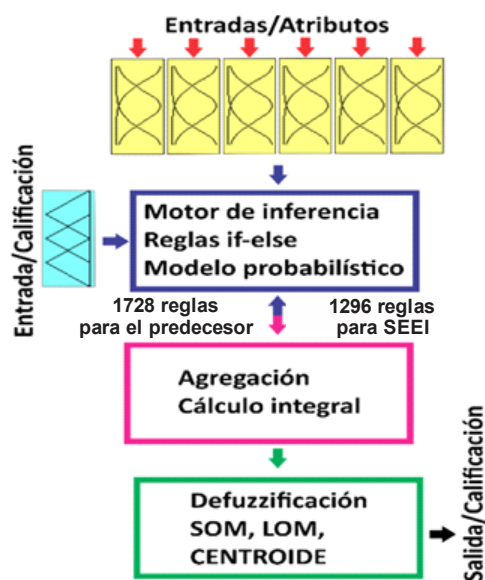 Entradas/Atributos
Entrada/Calificación
Motor de inferencia
Reglas if-else
Modelo probabilístico
1728 reglas
para el predecesor
1296 reglas
para SEEI
Agregación
Cálculo integral
Defuzzificación
SOM, LOM,
CENTROIDE
Salida/Calificación